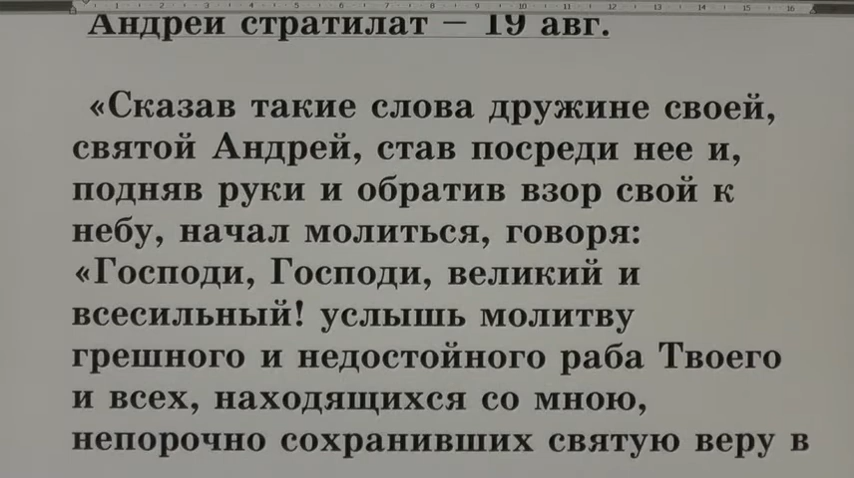 Андрей стратилат – 19 авг.
«Сказав такие слова дружине своей,
святой Андрей, став посреди нее и,
подняв руки и обратив взор свой к
небу, начал молиться, говоря:
«Господи, Господи, великий и
всесильный! услышь молитву
грешного и недостойного раба Твоего
и всех, находящихся со мною,
непорочно сохранивших святую веру в